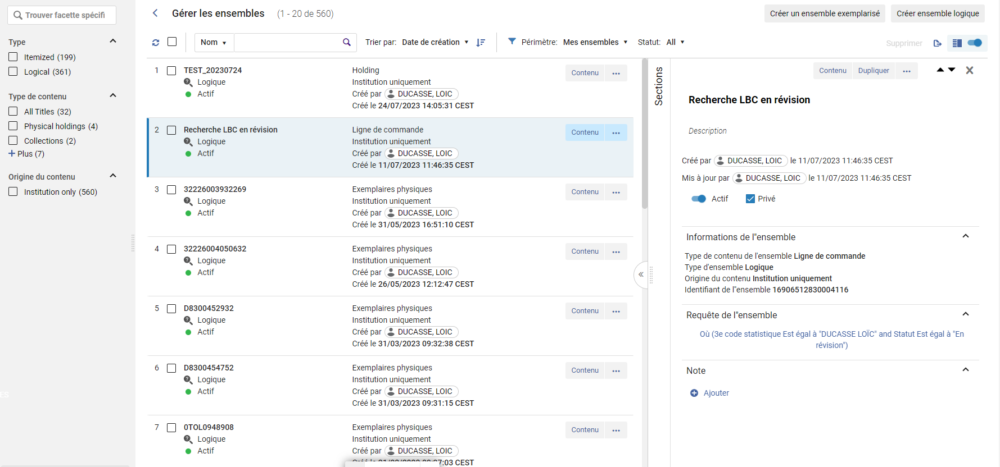 Trouver facette spécifi
Type
Itemized (199)
Logical (361)
Type de contenu
All Titles (32)
Physical holdings (4)
Collections (2)
+ Plus (7)
Origine du contenu
Institution only (560)
ES
Gérer les ensembles (1 - 20 de 560)
Créer un ensemble exemplarisé
Créer ensemble logique
Nom
Trier par: Date de création
Périmètre: Mes ensembles
Statut: All
Supprimer
1 TEST_20230724
Logique
Actif
Holding
Institution uniquement
Créé par DUCASSE, LOIC
Créé le 24/07/2023 14:05:31 CEST
Contenu ...
2 Recherche LBC en révision
Logique
Actif
Ligne de commande
Institution uniquement
Créé par DUCASSE, LOIC
Créé le 11/07/2023 11:46:35 CEST
Contenu ...
3 32226003932269
Logique
Actif
Exemplaires physiques
Institution uniquement
Créé par DUCASSE, LOIC
Créé le 31/05/2023 16:51:10 CEST
Contenu ...
4 32226004050632
Logique
Actif
Exemplaires physiques
Institution uniquement
Créé par DUCASSE, LOIC
Créé le 26/05/2023 12:12:47 CEST
Contenu ...
5 D8300452932
Logique
Actif
Exemplaires physiques
Institution uniquement
Créé par DUCASSE, LOIC
Créé le 31/03/2023 09:32:38 CEST
Contenu ...
6 D8300454752
Logique
Actif
Exemplaires physiques
Institution uniquement
Créé par DUCASSE, LOIC
Créé le 31/03/2023 09:31:15 CEST
Contenu ...
7 0TOL0948908
Logique
Actif
Exemplaires physiques
Institution uniquement
Créé par DUCASSE, LOIC
:03 CEST
Contenu ...
Sections
Contenu
Dupliquer
...
Recherche LBC en révision
Description
Créé par DUCASSE, LOIC le 11/07/2023 11:46:35 CEST
Mis à jour par DUCASSE, LOIC le 11/07/2023 11:46:35 CEST
Actif
Privé
Informations de l"ensemble
Type de contenu de l'ensemble Ligne de commande
Type d'ensemble Logique
Origine du contenu Institution uniquement
Identifiant de l"ensemble 16906512830004116
Requête de l"ensemble
Où (3e code statistique Est égal à "DUCASSE LOÏC" and Statut Est égal à "En
révision")
Note
Ajouter